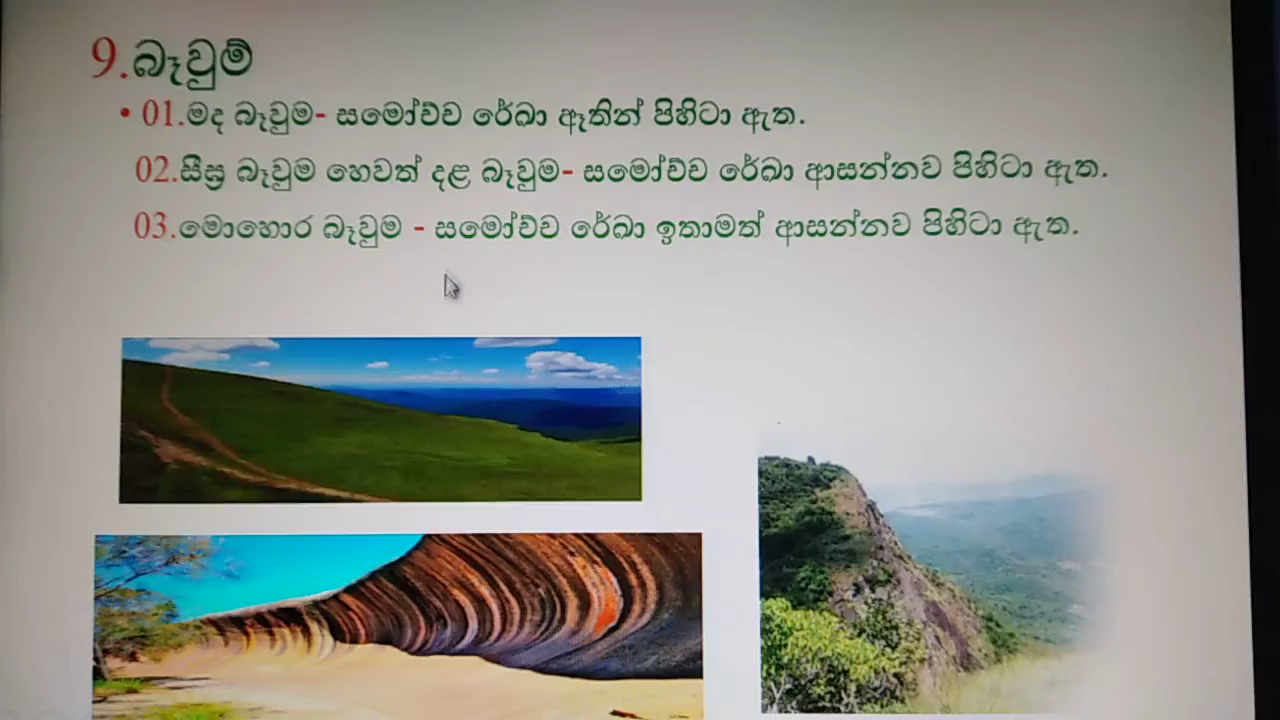 9.බෑවුම්
• 01.මද බෑවුම- සමෝච්ච රේඛා ඈතින් පිහිටා ඇත.
02.සීඝ්‍ර බෑවුම හෙවත් දළ බෑවුම- සමෝච්ච රේඛා ආසන්නව පිහිටා ඇත.
03.මොහොර බෑවුම - සමෝච්ච රේඛා ඉතාමත් ආසන්නව පිහිටා ඇත.